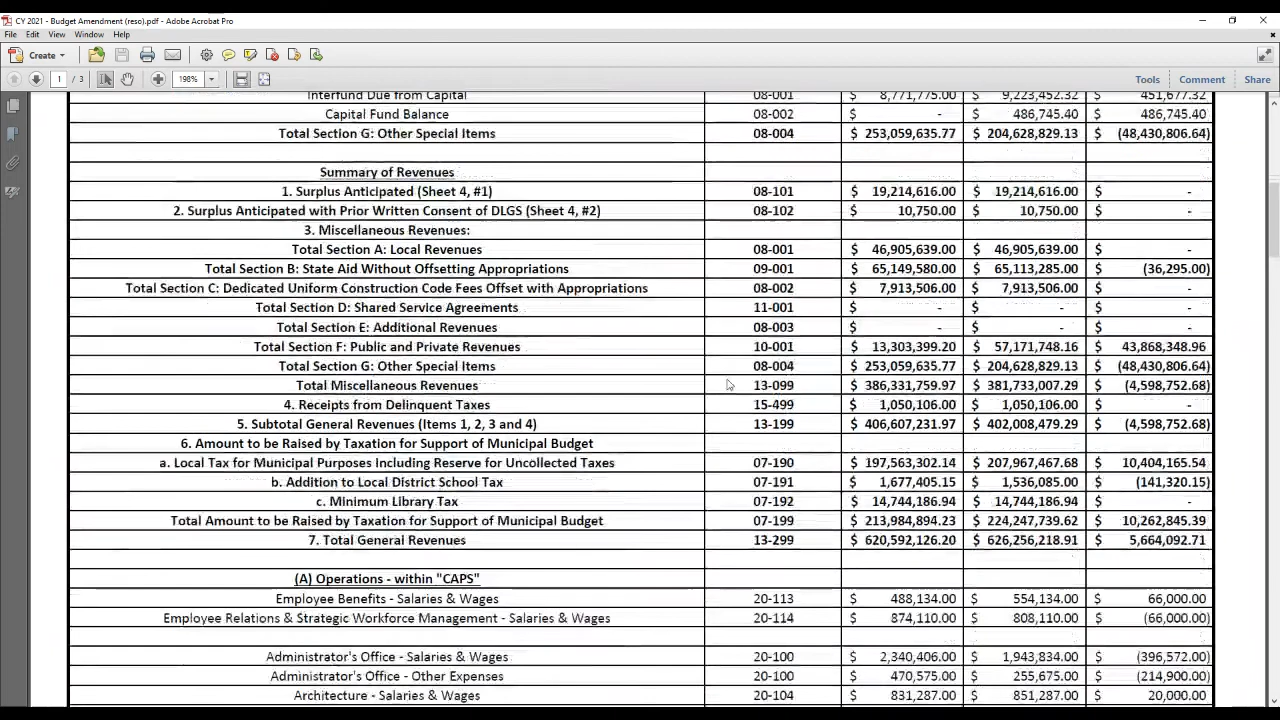 CY 2021 - Budget Amendment (reso).pdf - Adobe Acrobat Pro
File Edit View Window Help
Create
1 / 3 198% Tools Comment Share
Interfund Due from Capital 08-001 $ 8,771,775.00 $ 9,223,452.32 $ 451,677.32
Capital Fund Balance 08-002 $ - $ 486,745.40 $ 486,745.40
Total Section G: Other Special Items 08-004 $ 253,059,635.77 $ 204,628,829.13 $ (48,430,806.64)
Summary of Revenues
1. Surplus Anticipated (Sheet 4, #1) 08-101 $ 19,214,616.00 $ 19,214,616.00 $ -
2. Surplus Anticipated with Prior Written Consent of DLGS (Sheet 4, #2) 08-102 $ 10,750.00 $ 10,750.00 $ -
3. Miscellaneous Revenues:
Total Section A: Local Revenues 08-001 $ 46,905,639.00 $ 46,905,639.00 $ -
Total Section B: State Aid Without Offsetting Appropriations 09-001 $ 65,149,580.00 $ 65,113,285.00 $ (36,295.00)
Total Section C: Dedicated Uniform Construction Code Fees Offset with Appropriations 08-002 $ 7,913,506.00 $ 7,913,506.00 $ -
Total Section D: Shared Service Agreements 11-001 $ - $ - $ -
Total Section E: Additional Revenues 08-003 $ - $ - $ -
Total Section F: Public and Private Revenues 10-001 $ 13,303,399.20 $ 57,171,748.16 $ 43,868,348.96
Total Section G: Other Special Items 08-004 $ 253,059,635.77 $ 204,628,829.13 $ (48,430,806.64)
Total Miscellaneous Revenues 13-099 $ 386,331,759.97 $ 381,733,007.29 $ (4,598,752.68)
4. Receipts from Delinquent Taxes 15-499 $ 1,050,106.00 $ 1,050,106.00 $ -
5. Subtotal General Revenues (Items 1, 2, 3 and 4) 13-199 $ 406,607,231.97 $ 402,008,479.29 $ (4,598,752.68)
6. Amount to be Raised by Taxation for Support of Municipal Budget
a. Local Tax for Municipal Purposes Including Reserve for Uncollected Taxes 07-190 $ 197,563,302.14 $ 207,967,467.68 $ 10,404,165.54
b. Addition to Local District School Tax 07-191 $ 1,677,405.15 $ 1,536,085.00 $ (141,320.15)
c. Minimum Library Tax 07-192 $ 14,744,186.94 $ 14,744,186.94 $ -
Total Amount to be Raised by Taxation for Support of Municipal Budget 07-199 $ 213,984,894.23 $ 224,247,739.62 $ 10,262,845.39
7. Total General Revenues 13-299 $ 620,592,126.20 $ 626,256,218.91 $ 5,664,092.71
(A) Operations - within "CAPS"
Employee Benefits - Salaries & Wages 20-113 $ 488,134.00 $ 554,134.00 $ 66,000.00
Employee Relations & Strategic Workforce Management - Salaries & Wages 20-114 $ 874,110.00 $ 808,110.00 $ (66,000.00)
Administrator's Office - Salaries & Wages 20-100 $ 2,340,406.00 $ 1,943,834.00 $ (396,572.00)
Administrator's Office - Other Expenses 20-100 $ 470,575.00 $ 255,675.00 $ (214,900.00)
Architecture - Salaries & Wages 20-104 $ 831,287.00 $ 851,287.00 $ 20,000.00